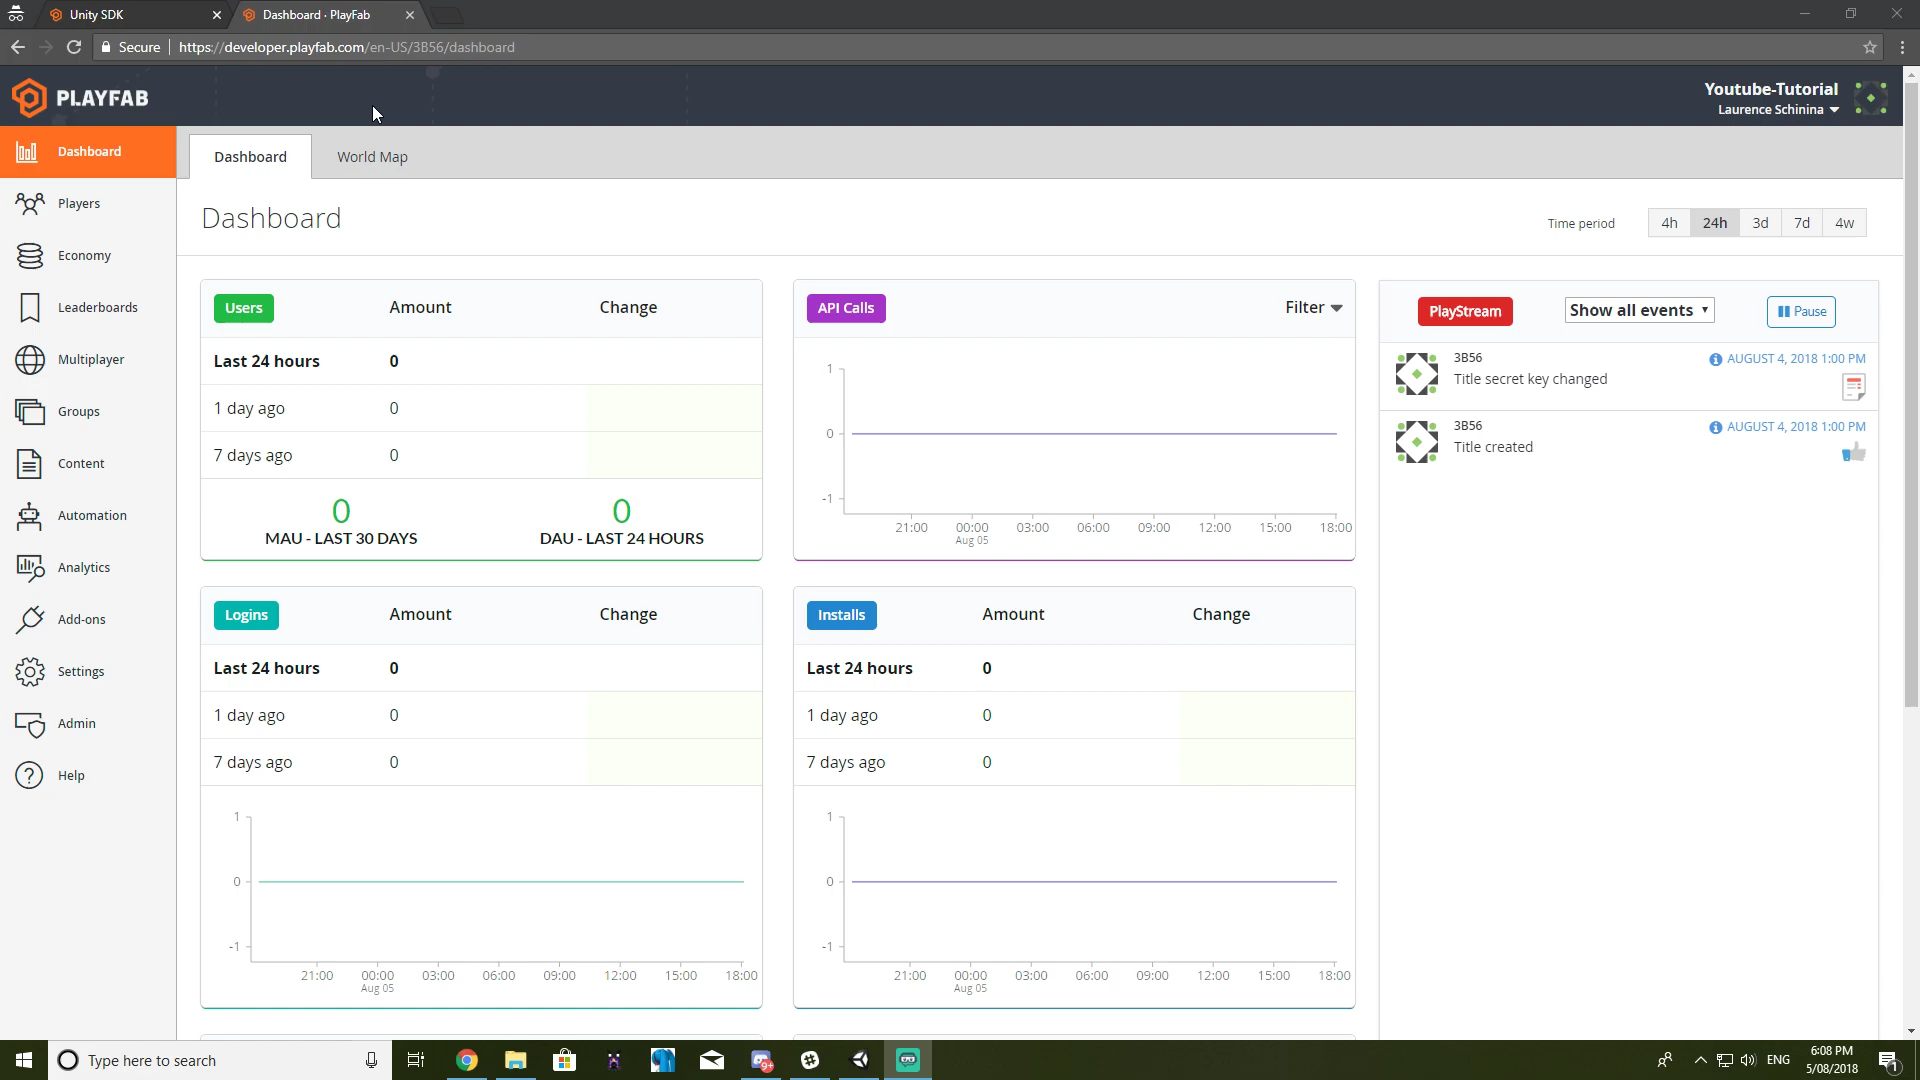 Unity SDK
Dashboard · PlayFab
Secure
https://developer.playfab.com/en-US/3B56/dashboard
PLAYFAB
Youtube-Tutorial
Laurence Schinina
Dashboard
Players
Economy
Leaderboards
Multiplayer
Groups
Content
Automation
Analytics
Add-ons
Settings
Admin
Help
Dashboard World Map
Dashboard
Time period 4h 24h 3d 7d 4w
Users Amount Change
Last 24 hours 0
1 day ago 0
7 days ago 0
0 0
MAU - LAST 30 DAYS DAU - LAST 24 HOURS
API Calls Filter
1
0
-1
21:00 00:00 03:00 06:00 09:00 12:00 15:00 18:00
Aug 05
PlayStream Show all events Pause
3B56 AUGUST 4, 2018 1:00 PM
Title secret key changed
3B56 AUGUST 4, 2018 1:00 PM
Title created
Logins Amount Change
Last 24 hours 0
1 day ago 0
7 days ago 0
1
0
-1
21:00 00:00 03:00 06:00 09:00 12:00 15:00 18:00
Aug 05
Installs Amount Change
Last 24 hours 0
1 day ago 0
7 days ago 0
1
0
-1
21:00 00:00 03:00 06:00 09:00 12:00 15:00 18:00
Aug 05
Type here to search
9+
ENG
6:08 PM
5/08/2018
1